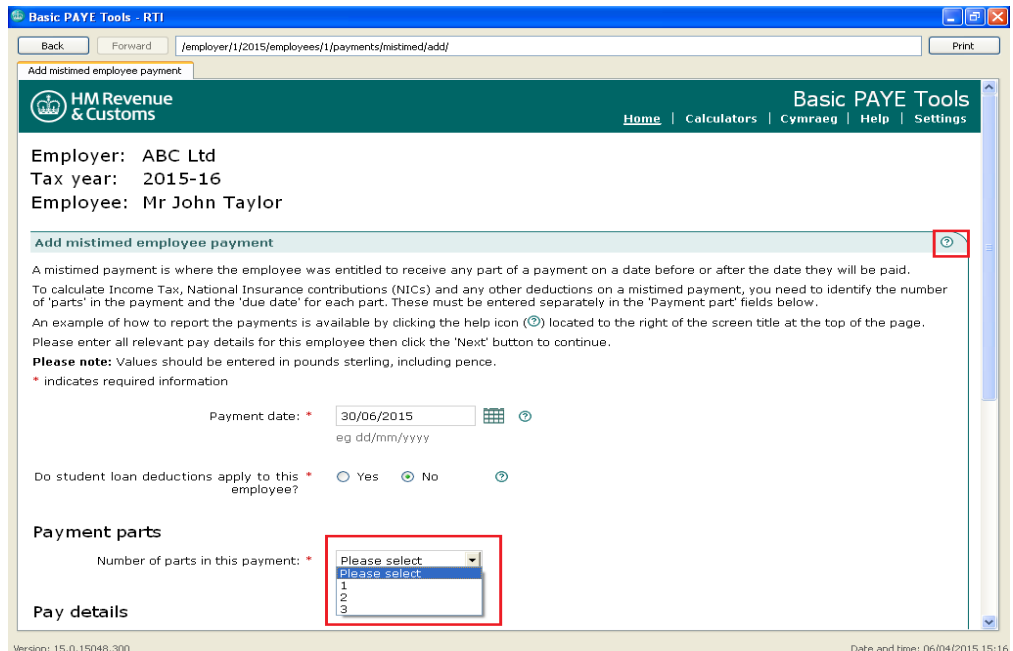 Basic PAYE Tools - RTI
Back Forward /employer/1/2015/employees/1/payments/mistimed/add/ Print
Add mistimed employee payment
HM Revenue
& Customs
Basic PAYE Tools
Home | Calculators | Cymraeg | Help | Settings
Employer: ABC Ltd
Tax year: 2015-16
Employee: Mr John Taylor
Add mistimed employee payment ?
A mistimed payment is where the employee was entitled to receive any part of a payment on a date before or after the date they will be paid.
To calculate Income Tax, National Insurance contributions (NICs) and any other deductions on a mistimed payment, you need to identify the number
of 'parts' in the payment and the 'due date' for each part. These must be entered separately in the 'Payment part' fields below.
An example of how to report the payments is available by clicking the help icon (?) located to the right of the screen title at the top of the page.
Please enter all relevant pay details for this employee then click the 'Next' button to continue.
Please note: Values should be entered in pounds sterling, including pence.
* indicates required information
Payment date: * 30/06/2015 ?
eg dd/mm/yyyy
Do student loan deductions apply to this * Yes No ?
employee?
Payment parts
Number of parts in this payment: * Please select
Please select
1
2
3
Pay details
Version: 15.0.15048.300 Date and time: 06/04/2015 15:16